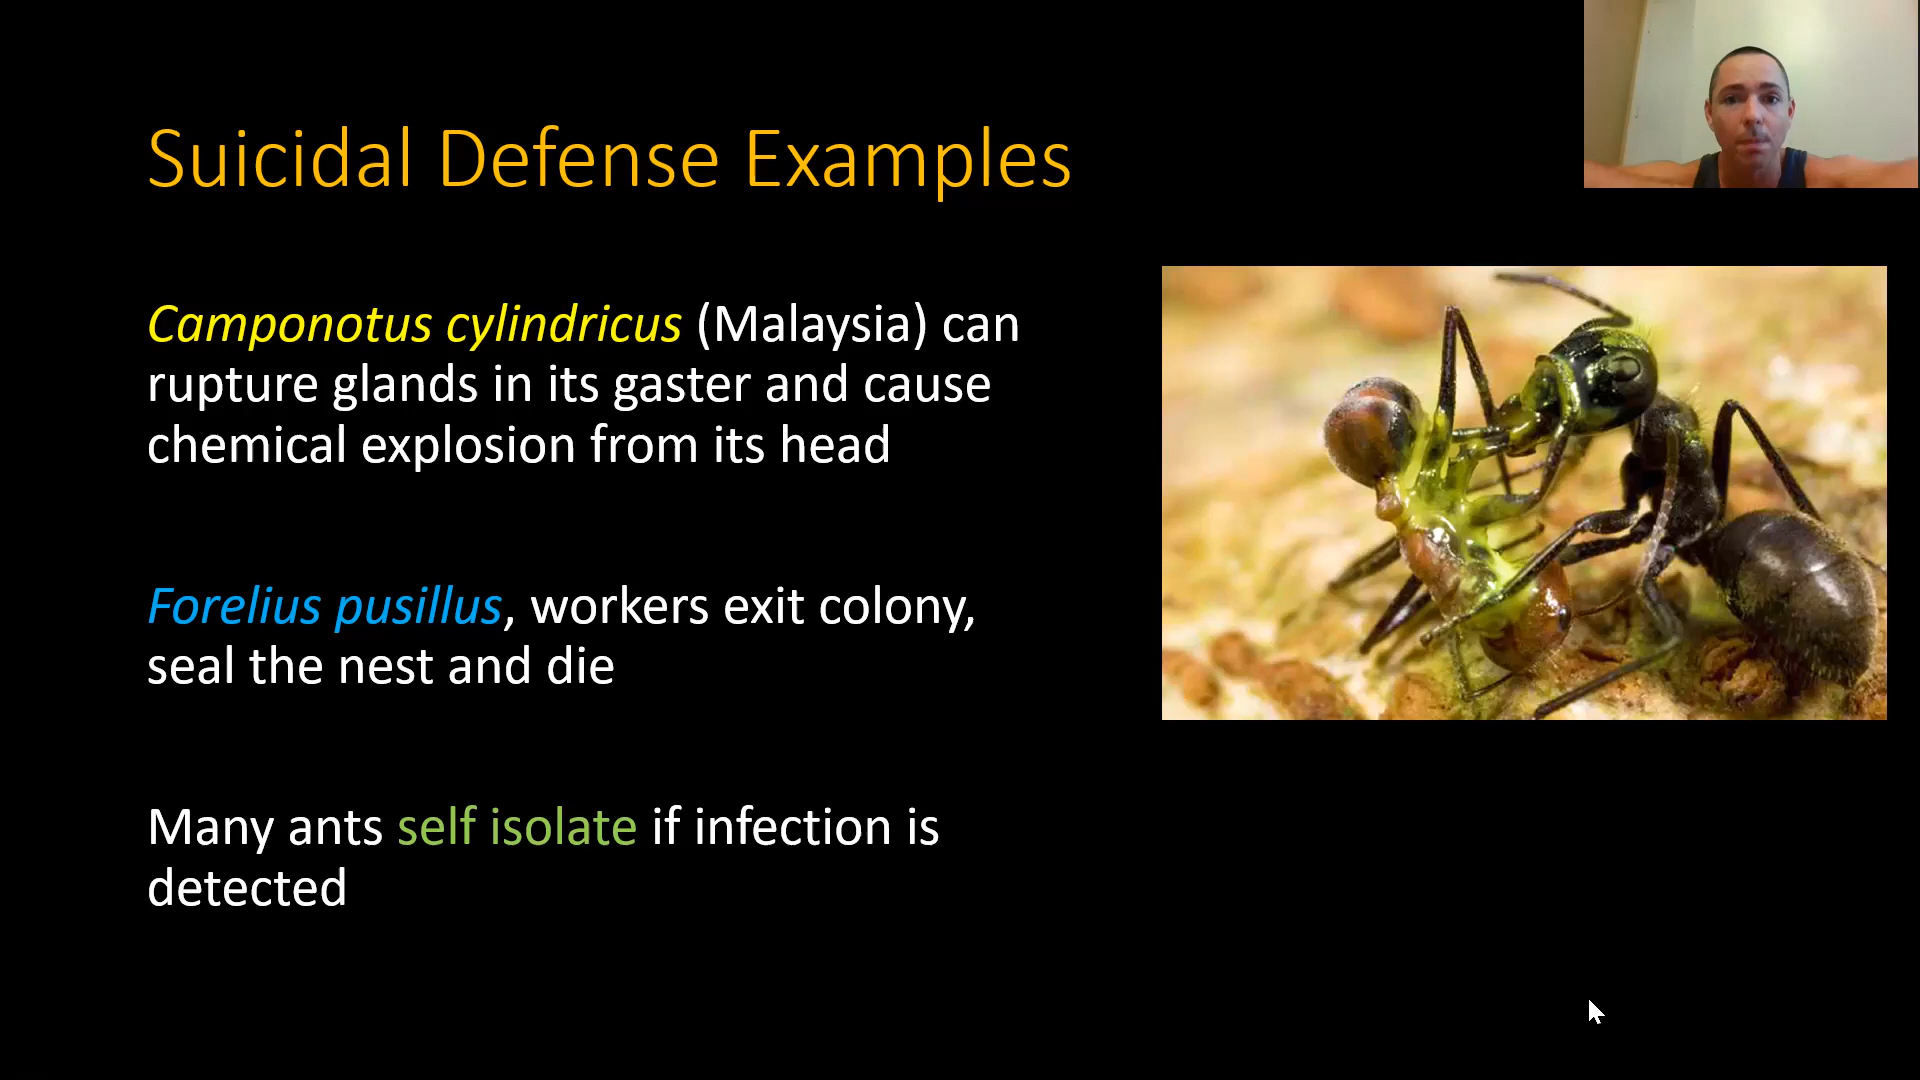 Suicidal Defense Examples
Camponotus cylindricus (Malaysia) can
rupture glands in its gaster and cause
chemical explosion from its head
Forelius pusillus, workers exit colony,
seal the nest and die
Many ants self isolate if infection is
detected